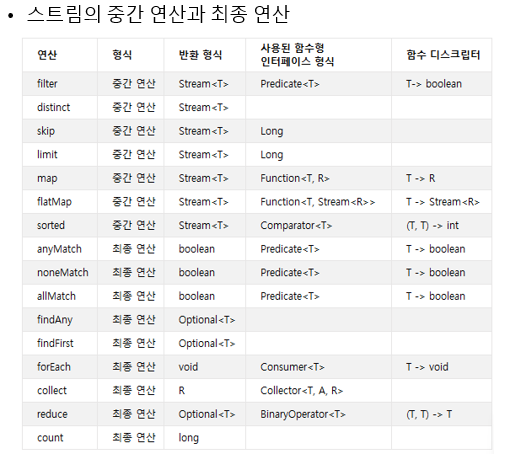 • 스트림의 중간 연산과 최종 연산
연산 형식 반환 형식 사용된 함수형 인터페이스 형식 함수 디스크립터
filter 중간 연산 Stream<T> Predicate<T> T-> boolean
distinct 중간 연산 Stream<T>
skip 중간 연산 Stream<T> Long
limit 중간 연산 Stream<T> Long
map 중간 연산 Stream<T> Function<T, R> T -> R
flatMap 중간 연산 Stream<T> Function<T, Stream<R>> T -> Stream<R>
sorted 중간 연산 Stream<T> Comparator<T> (T, T) -> int
anyMatch 최종 연산 boolean Predicate<T> T -> boolean
noneMatch 최종 연산 boolean Predicate<T> T -> boolean
allMatch 최종 연산 boolean Predicate<T> T -> boolean
findAny 최종 연산 Optional<T>
findFirst 최종 연산 Optional<T>
forEach 최종 연산 void Consumer<T> T -> void
collect 최종 연산 R Collector<T, A, R>
reduce 최종 연산 Optional<T> BinaryOperator<T> (T, T) -> T
count 최종 연산 long